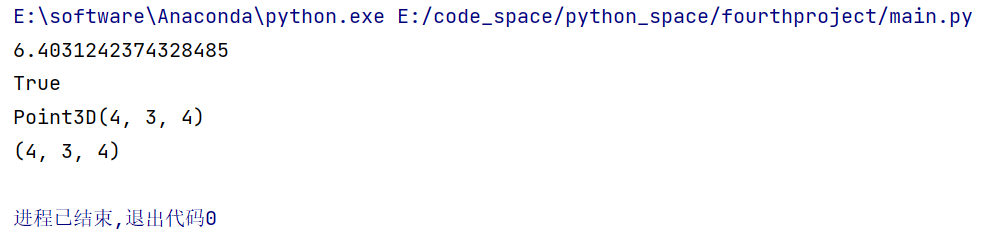 E:\software\Anaconda\python.exe E:/code_space/python_space/fourthproject/main.py
6.4031242374328485
True
Point3D(4, 3, 4)
(4, 3, 4)
进程已结束,退出代码0